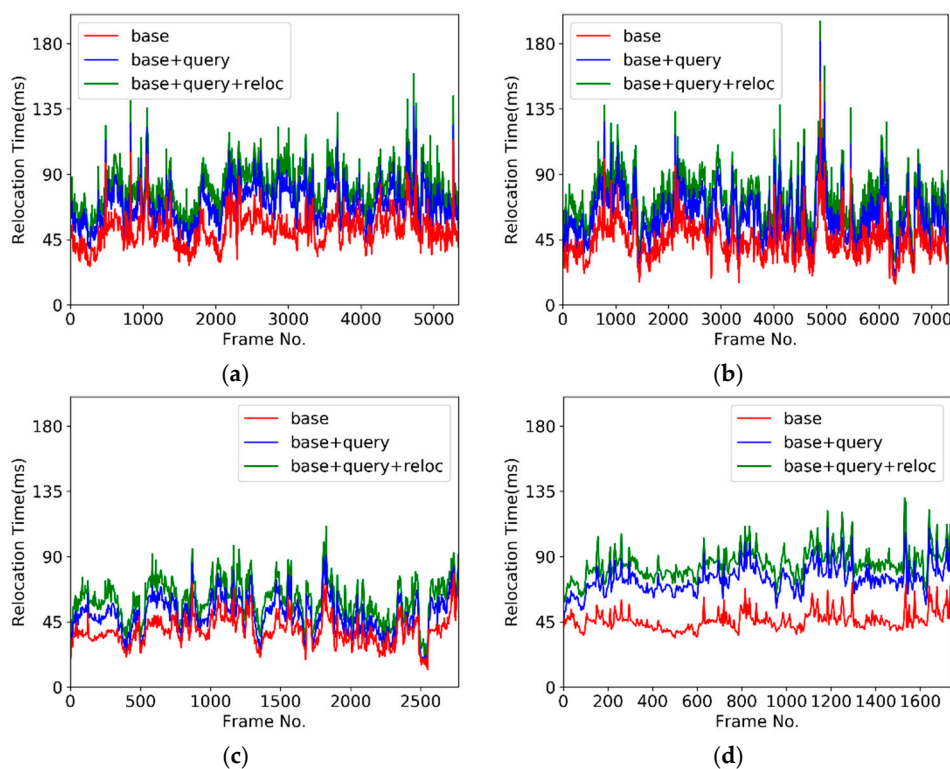 base
base+query
base+query+reloc
Relocation Time(ms)
180
135
90
45
0
0 1000 2000 3000 4000 5000
Frame No.
(a)
base
base+query
base+query+reloc
Relocation Time(ms)
180
135
90
45
0
0 1000 2000 3000 4000 5000 6000 7000
Frame No.
(b)
base
base+query
base+query+reloc
Relocation Time(ms)
180
135
90
45
0
0 500 1000 1500 2000 2500
Frame No.
(c)
base
base+query
base+query+reloc
Relocation Time(ms)
180
135
90
45
0
0 200 400 600 800 1000 1200 1400 1600
Frame No.
(d)